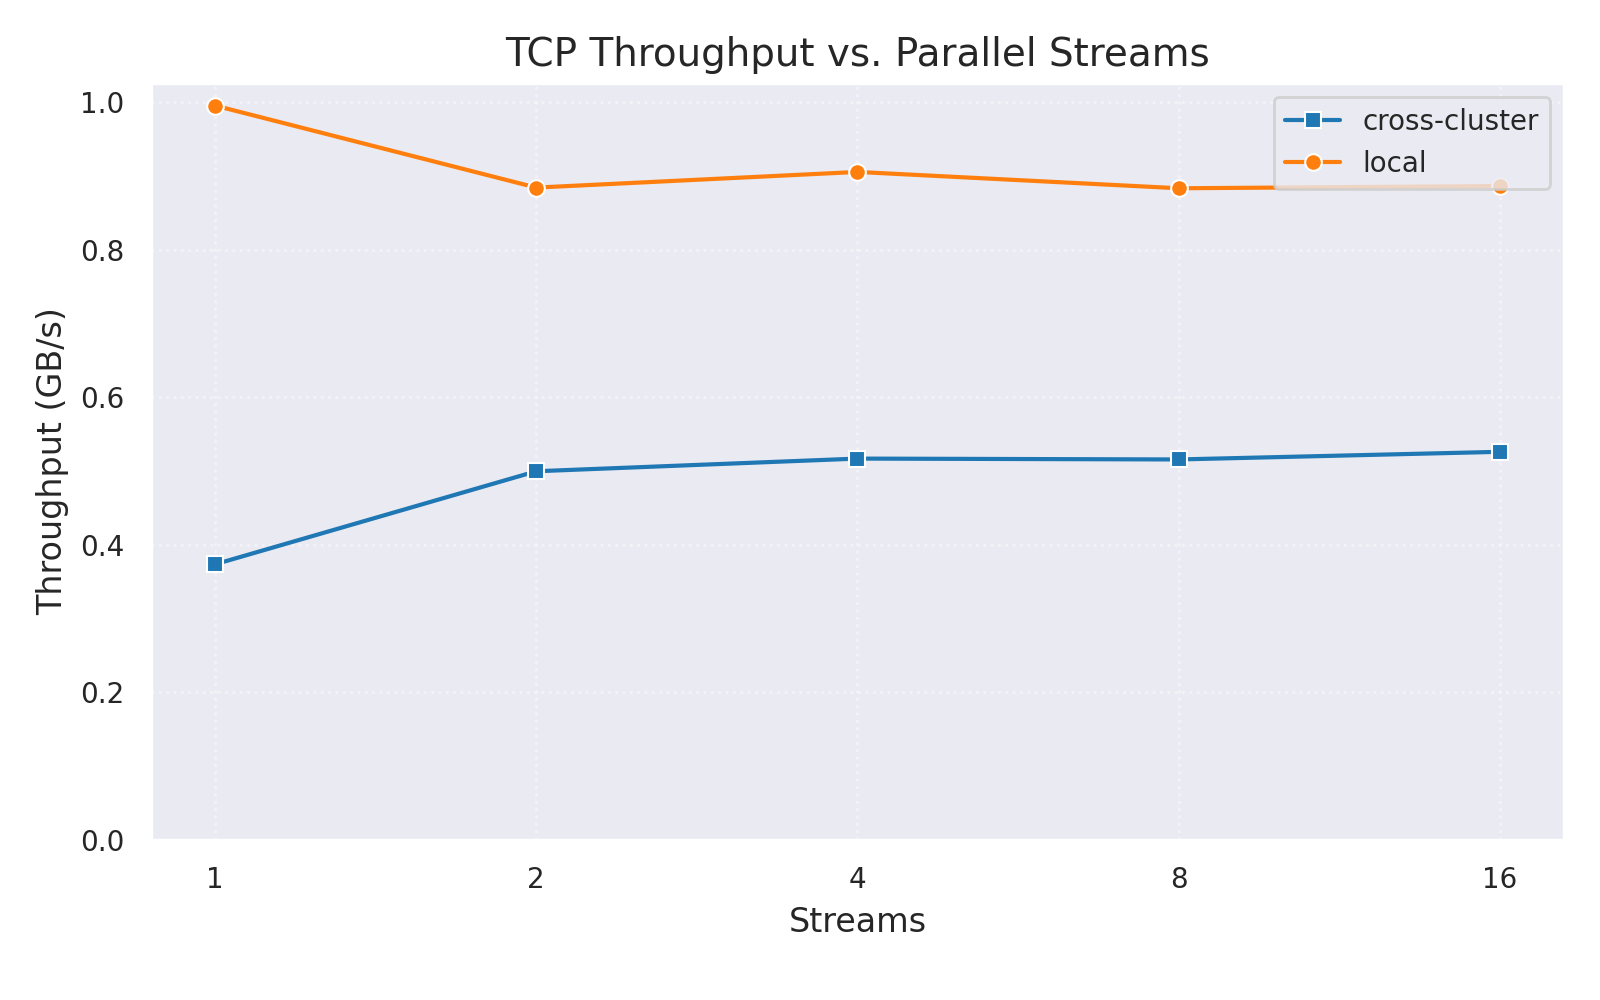 TCP Throughput vs. Parallel Streams
cross-cluster
local
Throughput (GB/s)
1.0
0.8
0.6
0.4
0.2
0.0
1 2 4 8 16
Streams